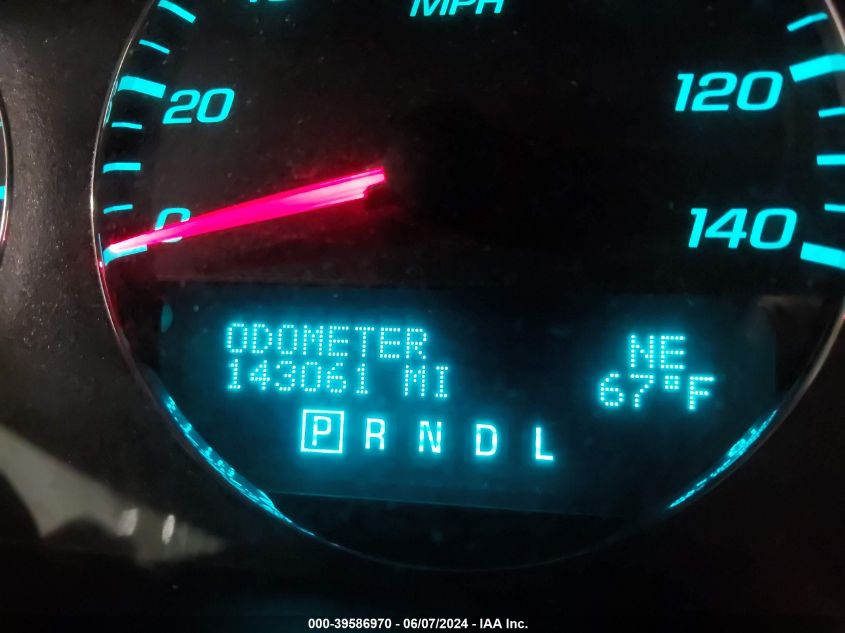 MPH
20
120
0
140
ODOMETER
143061 MI
NE
67°F
P R N D L
000-39586970 - 06/07/2024 - IAA Inc.